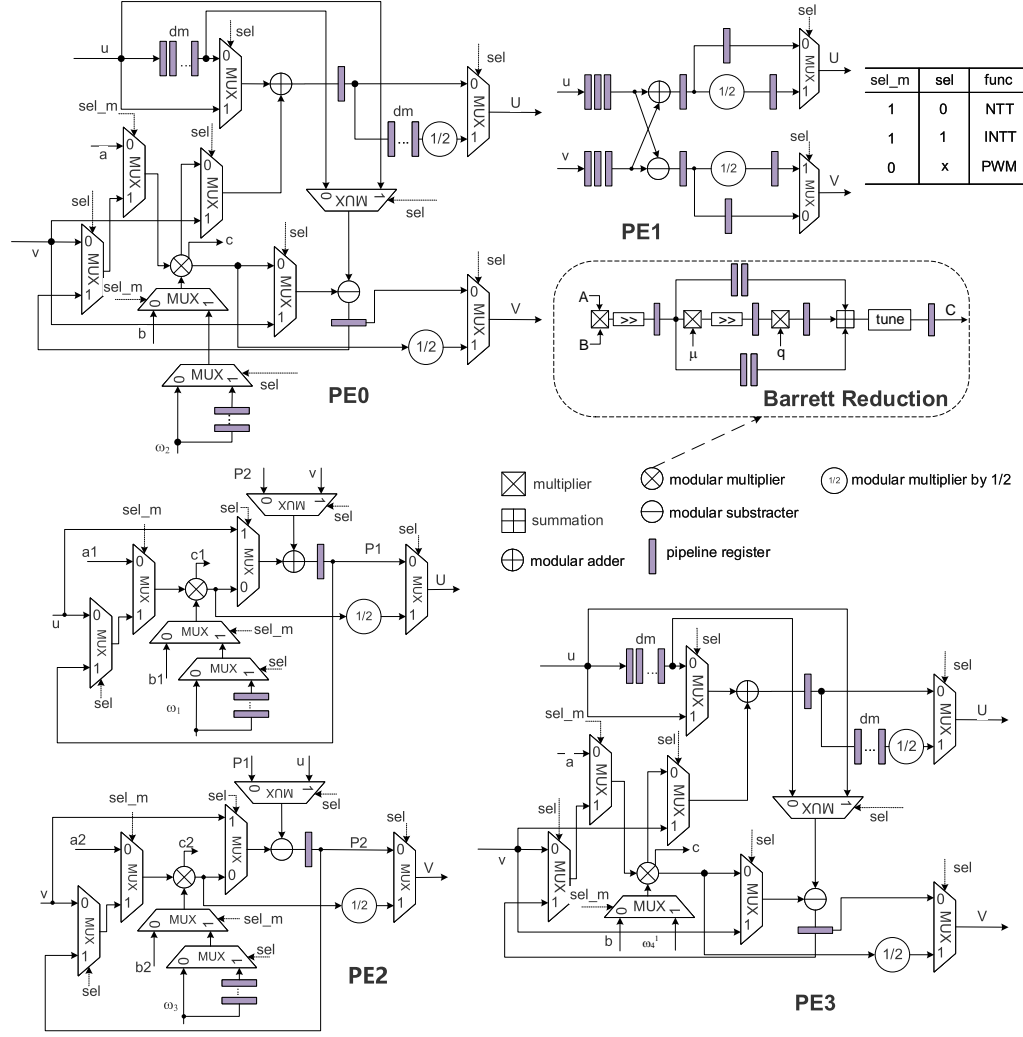 u
dm
sel
0
MUX
1
sel_m
a
0
MUX
1
sel
0
MUX
1
dm
1/2
sel
0
MUX
1
U
0
MUX
1
sel
sel
v
0
MUX
1
c
sel_m
0
MUX
1
b
sel
0
MUX
1
1/2
sel
0
MUX
1
V
0
MUX
1
sel
ω2
PE0
u
v
1/2
1/2
sel
0
MUX
1
U
sel
1
MUX
0
V
PE1
sel_m sel func
1 0 NTT
1 1 INTT
0 x PWM
A
B
>>
μ
>>
q
tune
C
Barrett Reduction
multiplier
summation
modular adder
modular multiplier
modular substracter
pipeline register
1/2
modular multiplier by 1/2
P2
v
0
MUX
1
sel
sel
1
MUX
0
sel_m
a1
0
MUX
1
c1
u
0
MUX
1
sel
0
MUX
1
sel_m
b1
0
MUX
1
sel
ω1
P1
1/2
sel
0
MUX
1
U
P1
u
0
MUX
1
sel
sel
1
MUX
0
sel_m
a2
0
MUX
1
c2
v
0
MUX
1
sel
0
MUX
1
sel_m
b2
0
MUX
1
sel
ω3
P2
1/2
sel
0
MUX
1
V
PE2
u
dm
sel
0
MUX
1
sel_m
a
0
MUX
1
sel
0
MUX
1
dm
1/2
sel
0
MUX
1
U
0
MUX
1
sel
sel
v
0
MUX
1
c
sel_m
0
MUX
1
b
ω4¹
sel
0
MUX
1
1/2
sel
0
MUX
1
V
PE3